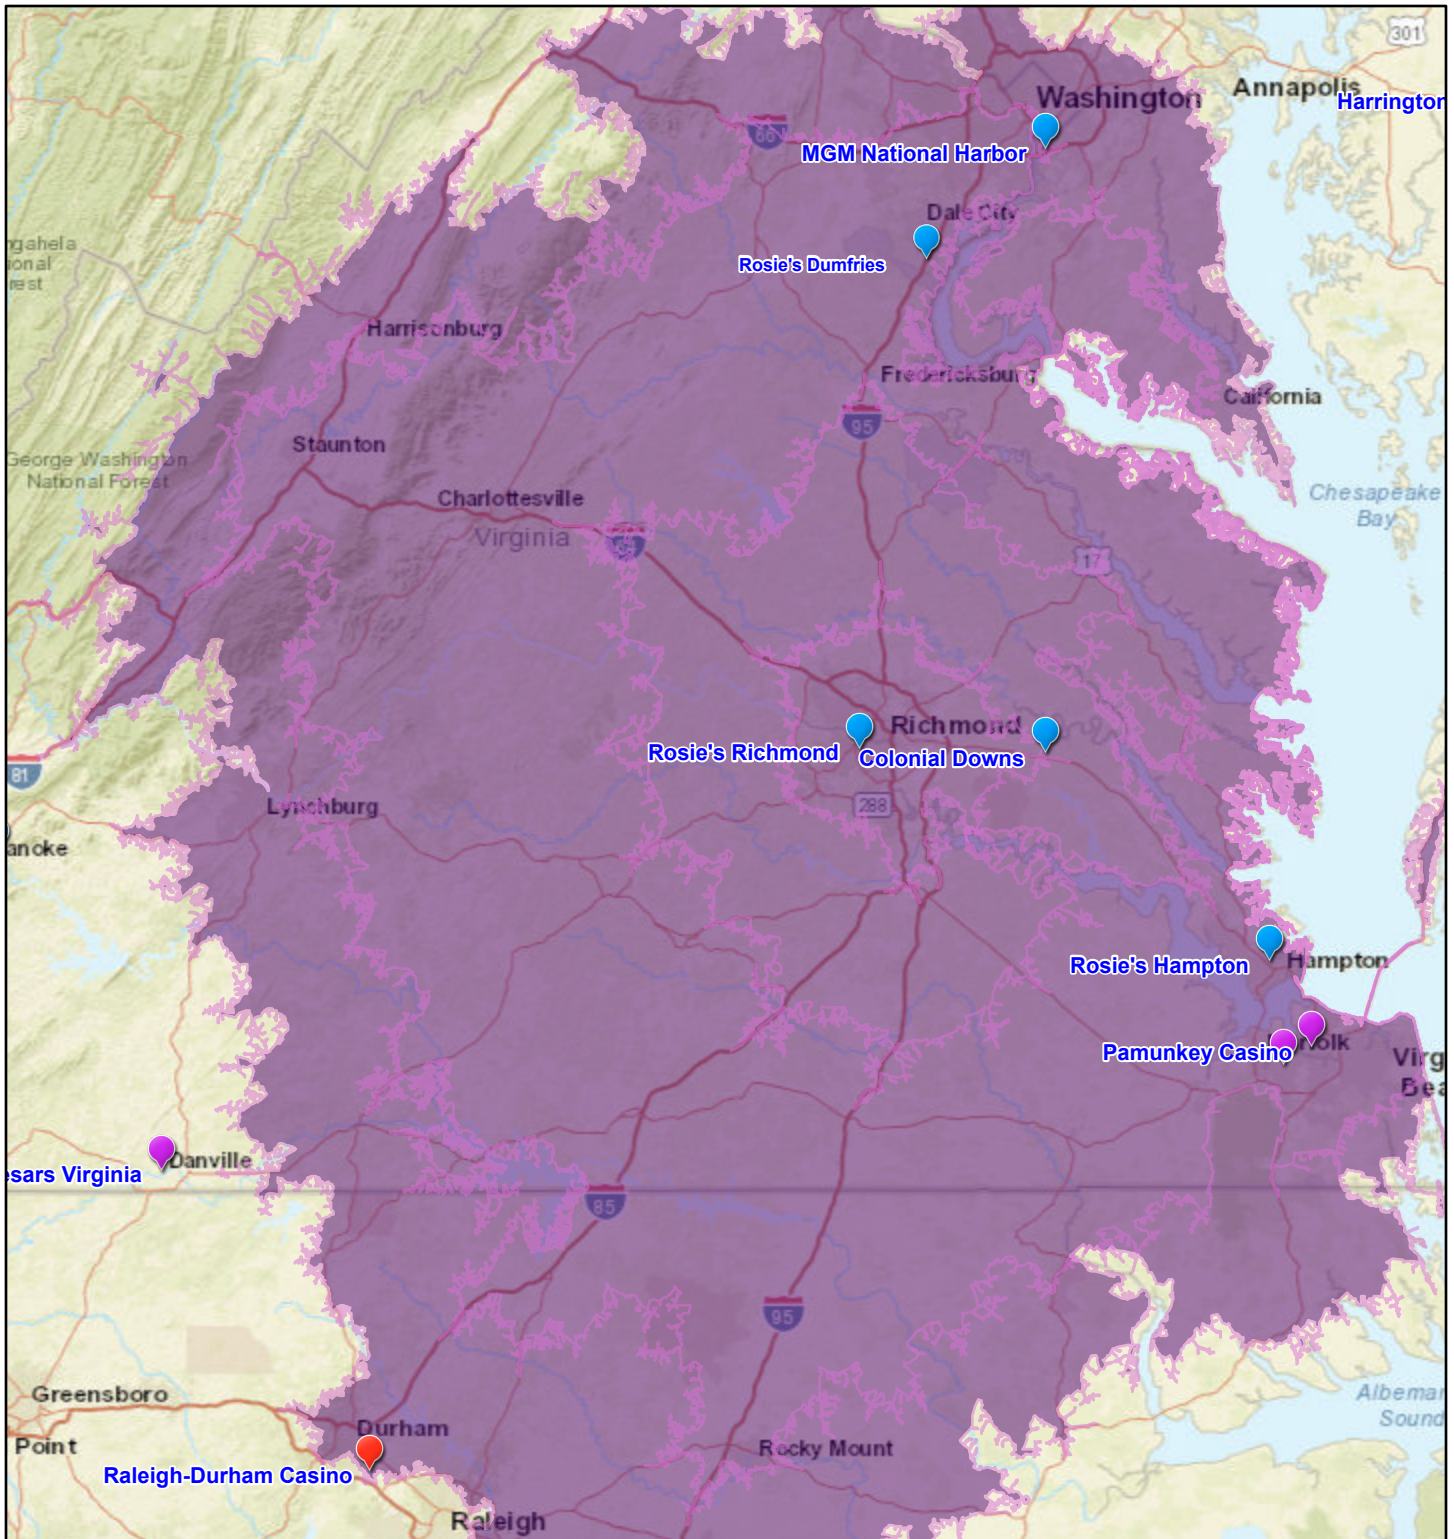 301
Washington
Annapolis
Harrington
66
MGM National Harbor
Dale City
Rosie's Dumfries
ngahela
ional
rest
Harrisonburg
Fredericksburg
California
95
Staunton
George Washington
National Forest
Charlottesville
Virginia
Chesapeake
Bay
17
Richmond
Rosie's Richmond
Colonial Downs
81
288
Lynchburg
anoke
Rosie's Hampton
Hampton
Pamunkey Casino
Virg
Bea
Danville
esars Virginia
85
95
Greensboro
Point
Durham
Raleigh-Durham Casino
Rocky Mount
Albemar
Sound
Raleigh